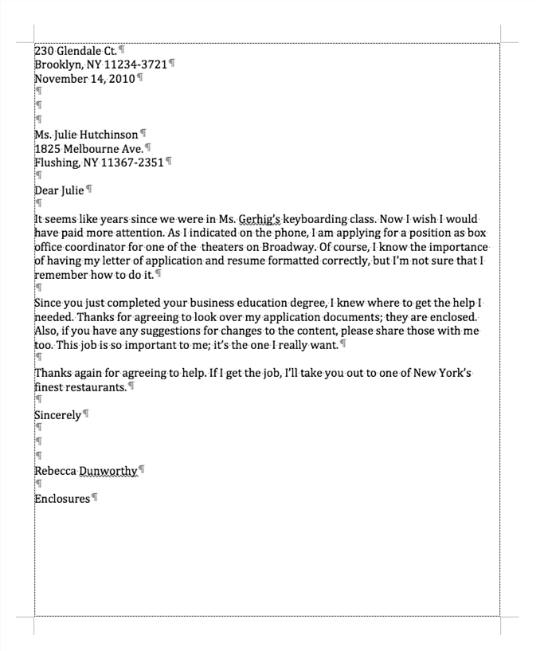 230 Glendale Ct.¶
Brooklyn, NY 11234-3721¶
November 14, 2010¶
¶
¶
¶
Ms. Julie Hutchinson¶
1825 Melbourne Ave.¶
Flushing, NY 11367-2351¶
¶
Dear Julie¶
¶
It seems like years since we were in Ms. Gerhig's keyboarding class. Now I wish I would
have paid more attention. As I indicated on the phone, I am applying for a position as box
office coordinator for one of the theaters on Broadway. Of course, I know the importance
of having my letter of application and resume formatted correctly, but I'm not sure that I
remember how to do it.¶
¶
Since you just completed your business education degree, I knew where to get the help I
needed. Thanks for agreeing to look over my application documents; they are enclosed.
Also, if you have any suggestions for changes to the content, please share those with me
too. This job is so important to me; it's the one I really want.¶
¶
Thanks again for agreeing to help. If I get the job, I'll take you out to one of New York's
finest restaurants.¶
¶
Sincerely¶
¶
¶
¶
Rebecca Dunworthy¶
¶
Enclosures¶